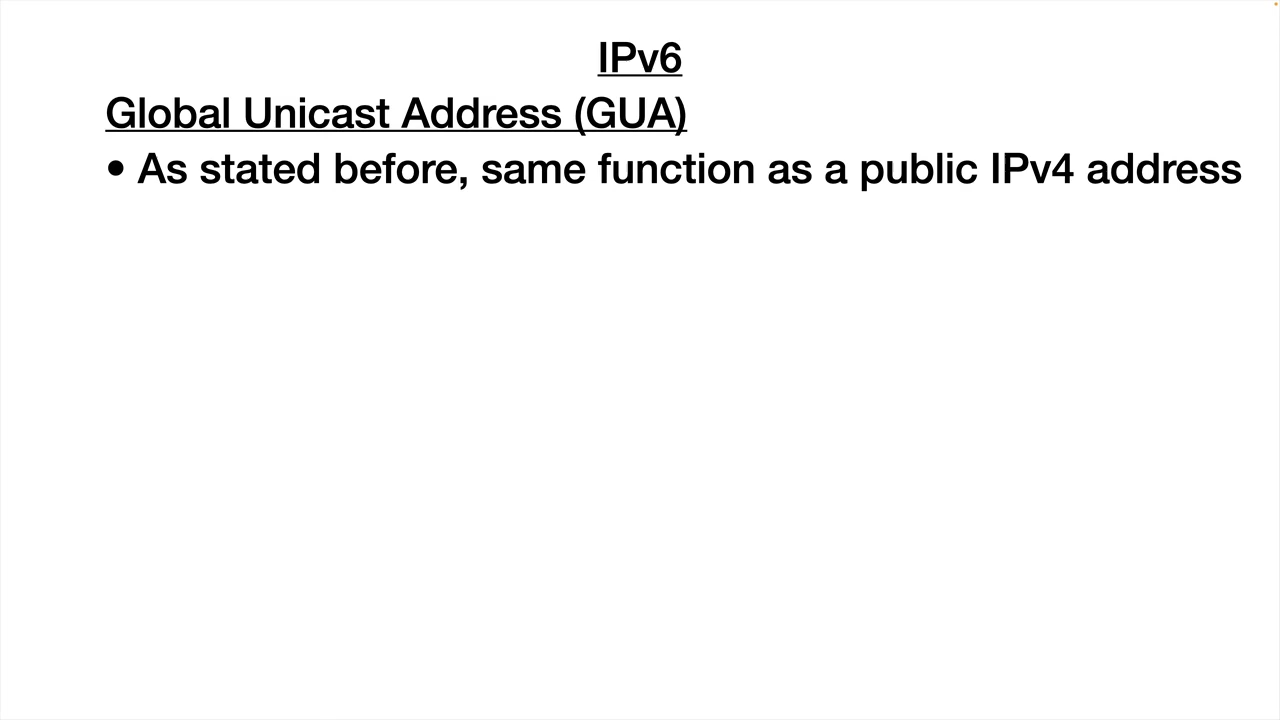 IPv6
Global Unicast Address (GUA)
• As stated before, same function as a public IPv4 address